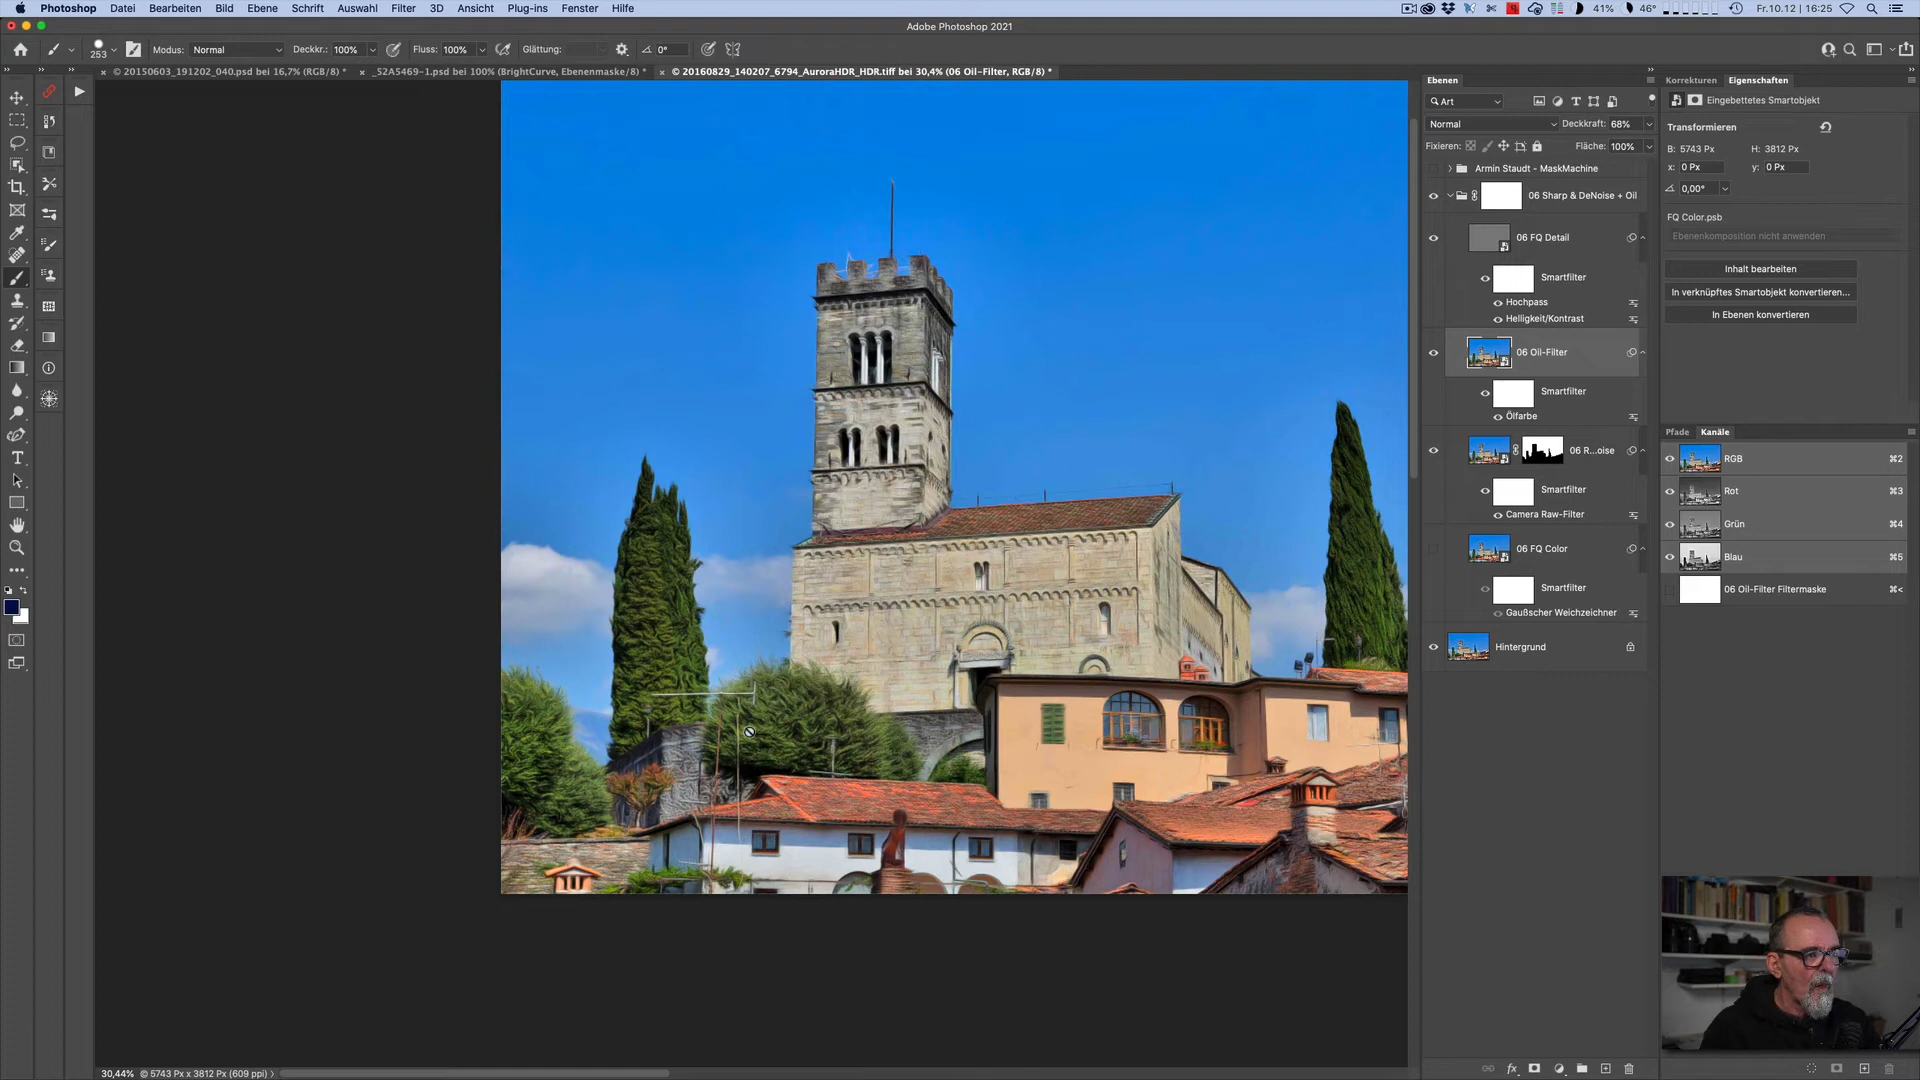 Photoshop Datei Bearbeiten Bild Ebene Schrift Auswahl Filter 3D Ansicht Plug-ins Fenster Hilfe
41% 46° Fr.10.12 | 16:25
Adobe Photoshop 2021
253 Modus: Normal Deckkr.: 100% Fluss: 100% Glättung: 0°
© 20150603_191202_040.psd bei 16,7% (RGB/8) * _52A5469-1.psd bei 100% (BrightCurve, Ebenenmaske/8) * © 20160829_140207_6794_AuroraHDR_HDR.tiff bei 30,4% (06 Oil-Filter, RGB/8) *
Ebenen
Art
Normal Deckkraft: 68%
Fixieren: Fläche: 100%
Armin Staudt - MaskMachine
06 Sharp & DeNoise + Oil
06 FQ Detail
Smartfilter
Hochpass
Helligkeit/Kontrast
06 Oil-Filter
Smartfilter
Ölfarbe
06 R...oise
Smartfilter
Camera Raw-Filter
06 FQ Color
Smartfilter
Gaußscher Weichzeichner
Hintergrund
Korrekturen Eigenschaften
Eingebettetes Smartobjekt
Transformieren
B: 5743 Px H: 3812 Px
x: 0 Px y: 0 Px
0,00°
FQ Color.psb
Ebenenkomposition nicht anwenden
Inhalt bearbeiten
In verknüpftes Smartobjekt konvertieren...
In Ebenen konvertieren
Pfade Kanäle
RGB ⌘2
Rot ⌘3
Grün ⌘4
Blau ⌘5
06 Oil-Filter Filtermaske ⌘<
fx
30,44% © 5743 Px x 3812 Px (609 ppi)